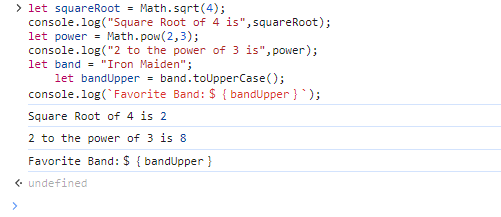 > let squareRoot = Math.sqrt(4);
console.log("Square Root of 4 is",squareRoot);
let power = Math.pow(2,3);
console.log("2 to the power of 3 is",power);
let band = "Iron Maiden";
    let bandUpper = band.toUpperCase();
console.log(`Favorite Band: $ { bandUpper } `);
Square Root of 4 is 2
2 to the power of 3 is 8
Favorite Band: $ { bandUpper }
<· undefined
>